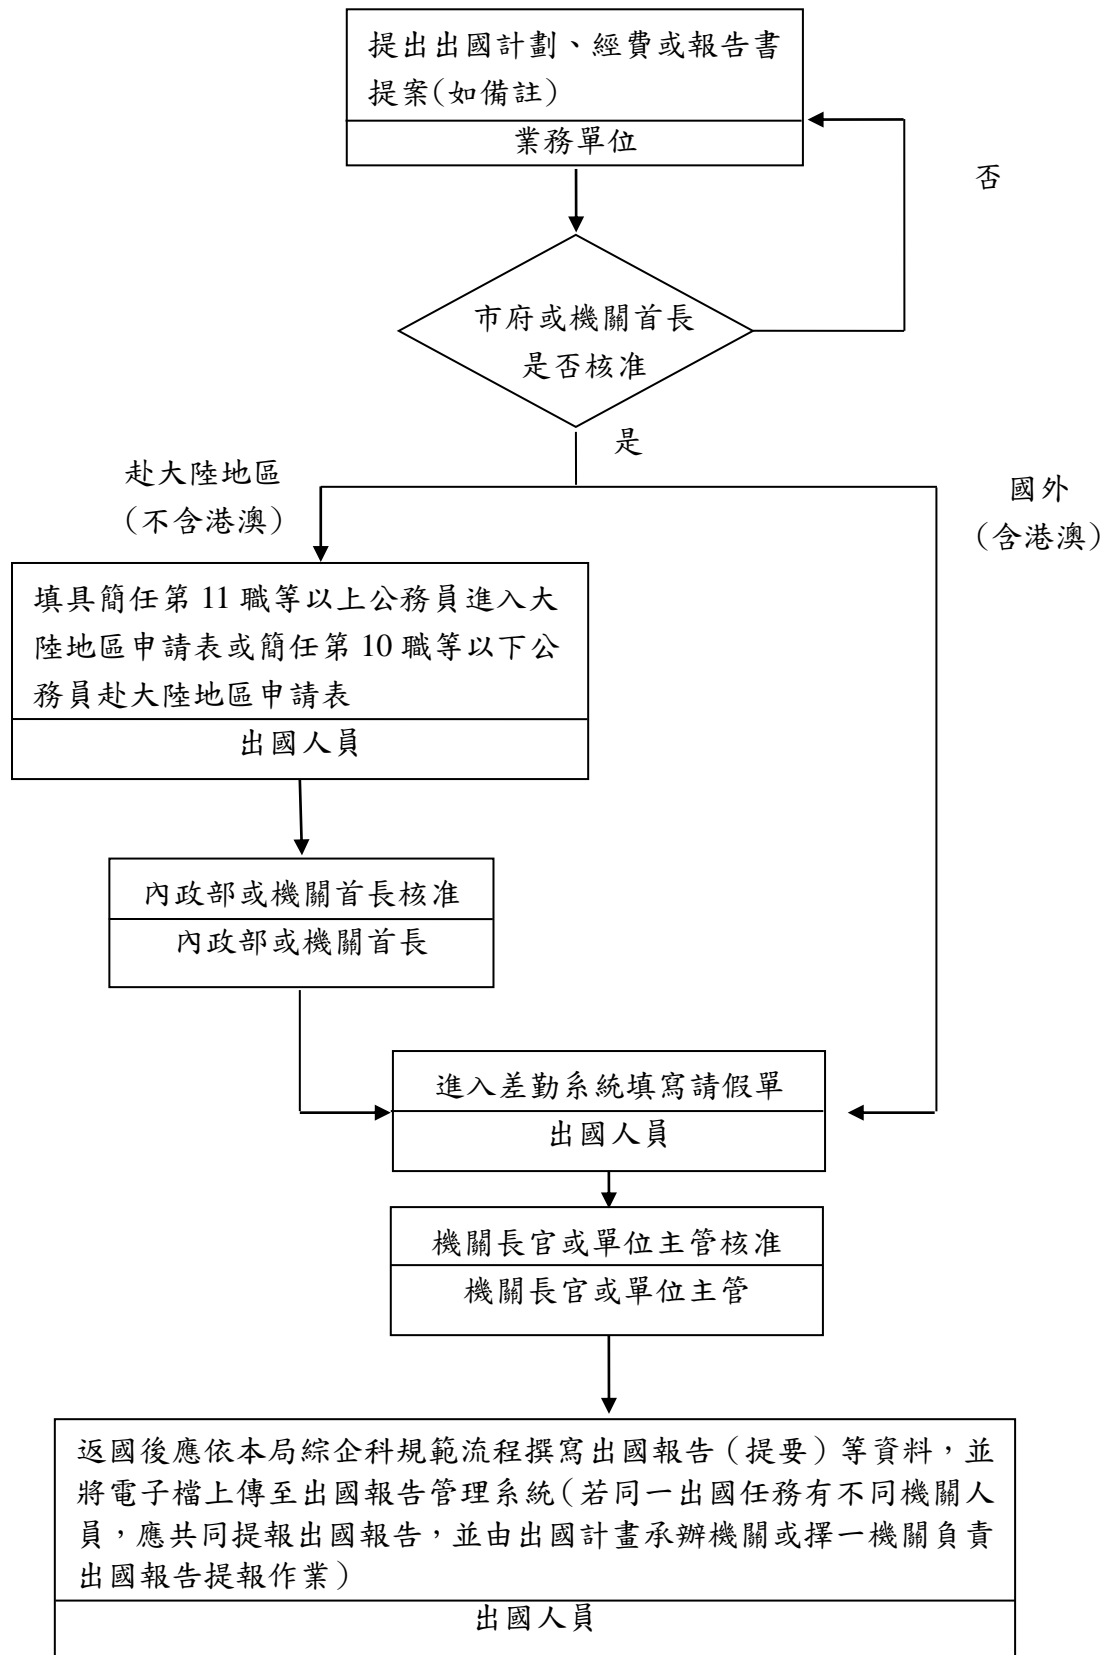 提出出國計劃、經費或報告書
提案(如備註)
業務單位
否
市府或機關首長
是否核准
是
赴大陸地區
(不含港澳)
國外
(含港澳)
填具簡任第 11 職等以上公務員進入大
陸地區申請表或簡任第 10 職等以下公
務員赴大陸地區申請表
出國人員
內政部或機關首長核准
內政部或機關首長
進入差勤系統填寫請假單
出國人員
機關長官或單位主管核准
機關長官或單位主管
返國後應依本局綜企科規範流程撰寫出國報告(提要)等資料,並
將電子檔上傳至出國報告管理系統(若同一出國任務有不同機關人
員,應共同提報出國報告,並由出國計畫承辦機關或擇一機關負責
出國報告提報作業)
出國人員